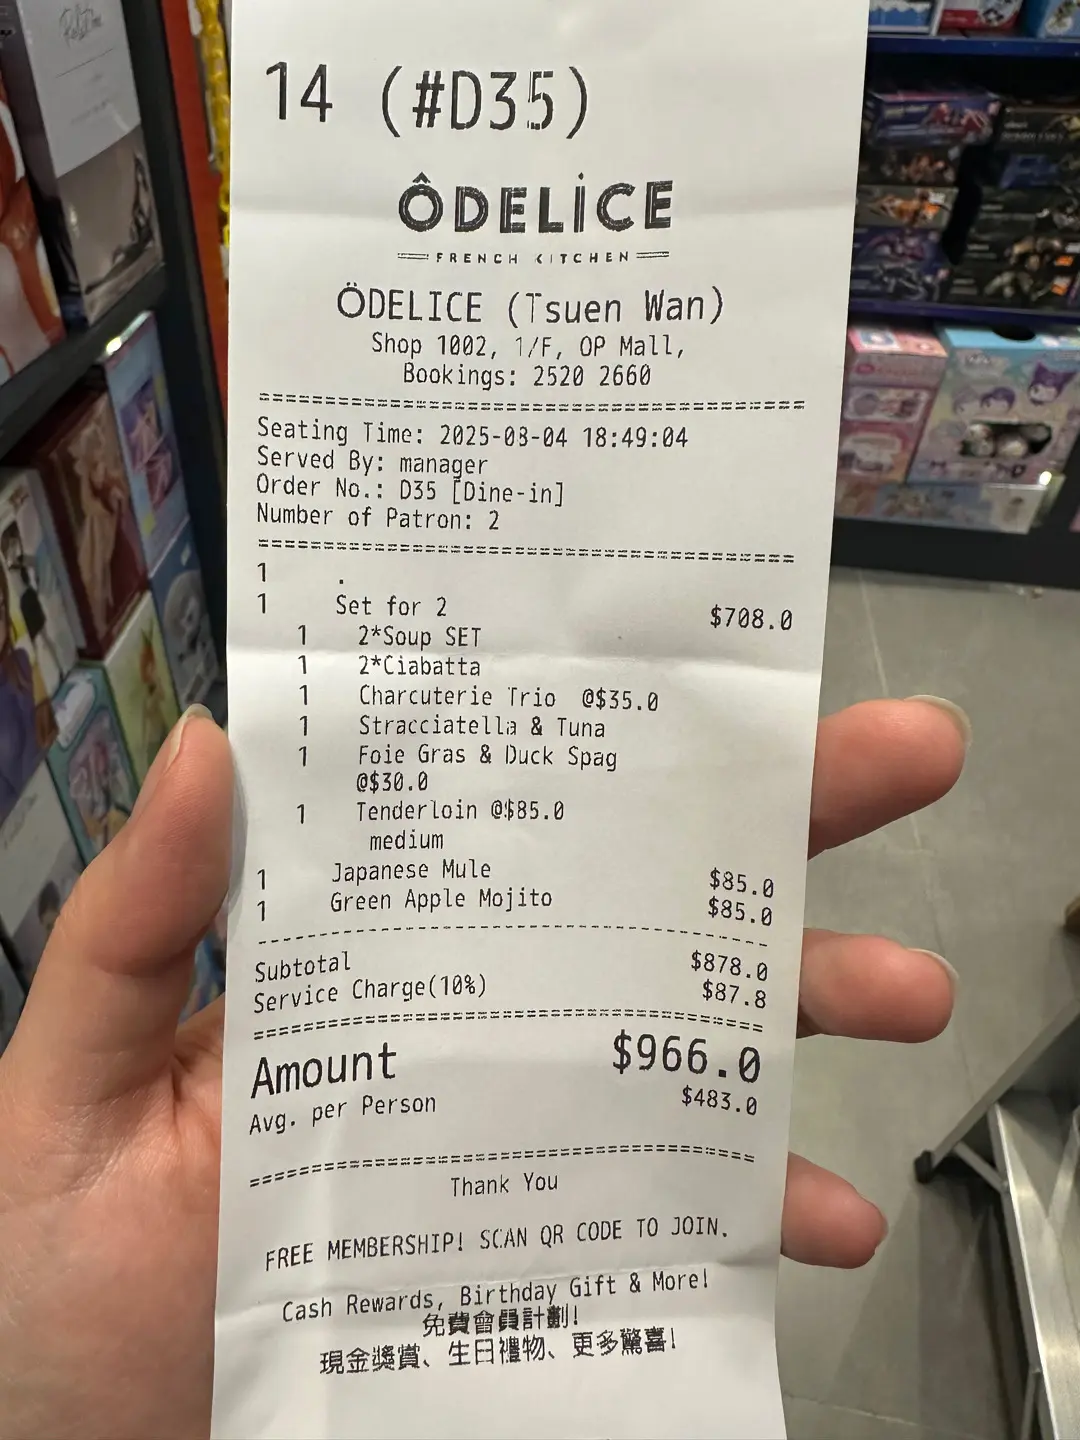 14 (#D35)
ÔDELİCE
FRENCH KITCHEN
ÖDELICE (Tsuen Wan)
Shop 1002, 1/F, OP Mall,
Bookings: 2520 2660
==========================================
Seating Time: 2025-08-04 18:49:04
Served By: manager
Order No.: D35 [Dine-in]
Number of Patron: 2
==========================================
1 .
1 Set for 2 $708.0
1 2*Soup SET
1 2*Ciabatta
1 Charcuterie Trio @$35.0
1 Stracciatella & Tuna
1 Foie Gras & Duck Spag
@$30.0
1 Tenderloin @$85.0
medium
1 Japanese Mule $85.0
1 Green Apple Mojito $85.0
------------------------------------------
Subtotal $878.0
Service Charge(10%) $87.8
==========================================
Amount $966.0
Avg. per Person $483.0
==========================================
Thank You
FREE MEMBERSHIP! SCAN QR CODE TO JOIN.
Cash Rewards, Birthday Gift & More!
免費會員計劃!
現金獎賞、生日禮物、更多驚喜!